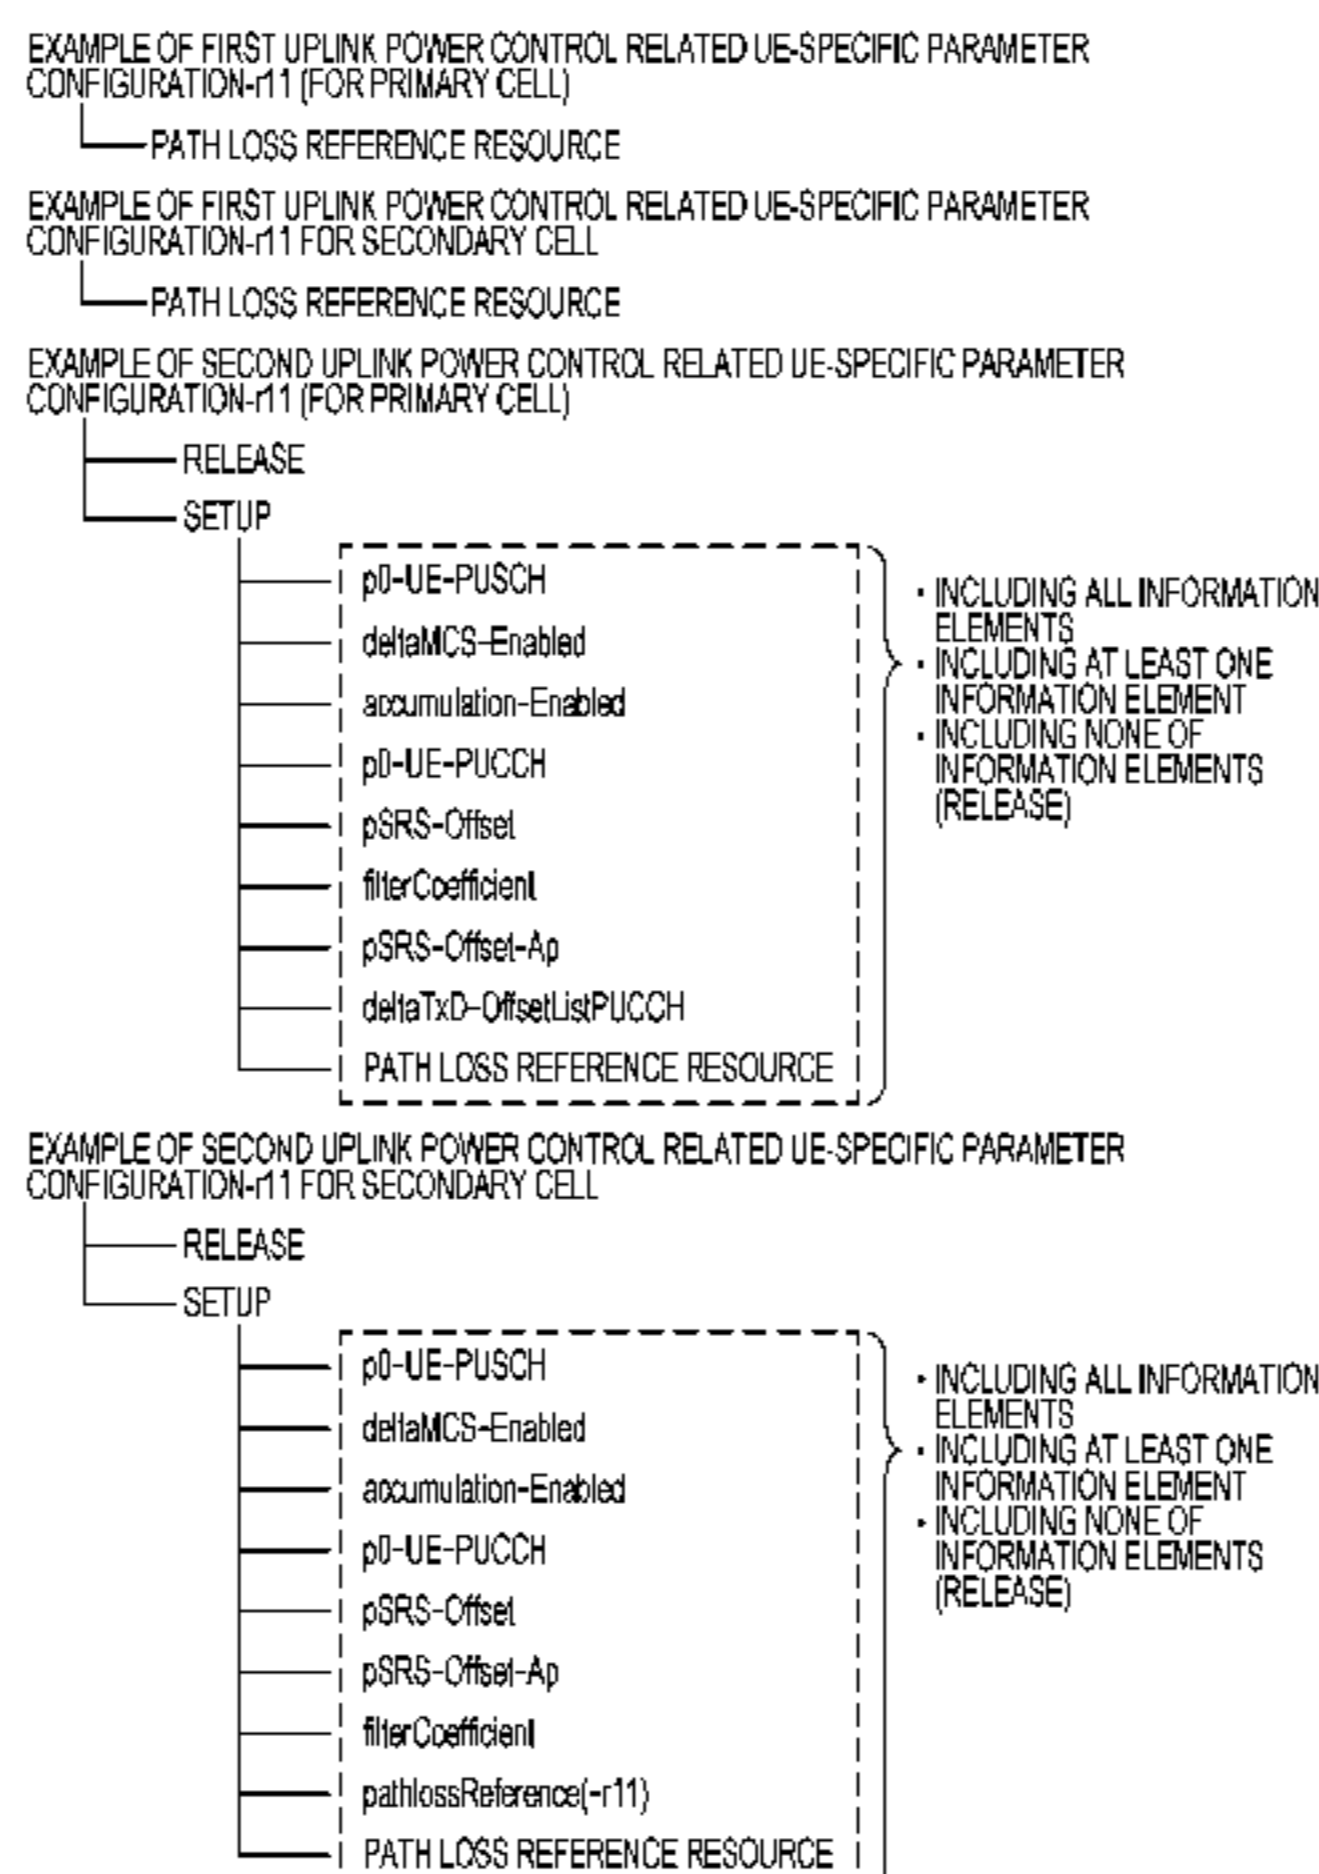 EXAMPLE OF FIRST UPLINK POWER CONTROL RELATED UE-SPECIFIC PARAMETER
CONFIGURATION-r11 (FOR PRIMARY CELL)
PATH LOSS REFERENCE RESOURCE
EXAMPLE OF FIRST UPLINK POWER CONTROL RELATED UE-SPECIFIC PARAMETER
CONFIGURATION-r11 FOR SECONDARY CELL
PATH LOSS REFERENCE RESOURCE
EXAMPLE OF SECOND UPLINK POWER CONTROL RELATED UE-SPECIFIC PARAMETER
CONFIGURATION-r11 (FOR PRIMARY CELL)
RELEASE
SETUP
p0-UE-PUSCH
deltaMCS-Enabled
accumulation-Enabled
p0-UE-PUCCH
pSRS-Offset
filterCoefficient
pSRS-Offset-Ap
deltaTxD-OffsetListPUCCH
PATH LOSS REFERENCE RESOURCE
• INCLUDING ALL INFORMATION
ELEMENTS
• INCLUDING AT LEAST ONE
INFORMATION ELEMENT
• INCLUDING NONE OF
INFORMATION ELEMENTS
(RELEASE)
EXAMPLE OF SECOND UPLINK POWER CONTROL RELATED UE-SPECIFIC PARAMETER
CONFIGURATION-r11 FOR SECONDARY CELL
RELEASE
SETUP
p0-UE-PUSCH
deltaMCS-Enabled
accumulation-Enabled
p0-UE-PUCCH
pSRS-Offset
pSRS-Offset-Ap
filterCoefficient
pathlossReference(-r11)
PATH LOSS REFERENCE RESOURCE
• INCLUDING ALL INFORMATION
ELEMENTS
• INCLUDING AT LEAST ONE
INFORMATION ELEMENT
• INCLUDING NONE OF
INFORMATION ELEMENTS
(RELEASE)